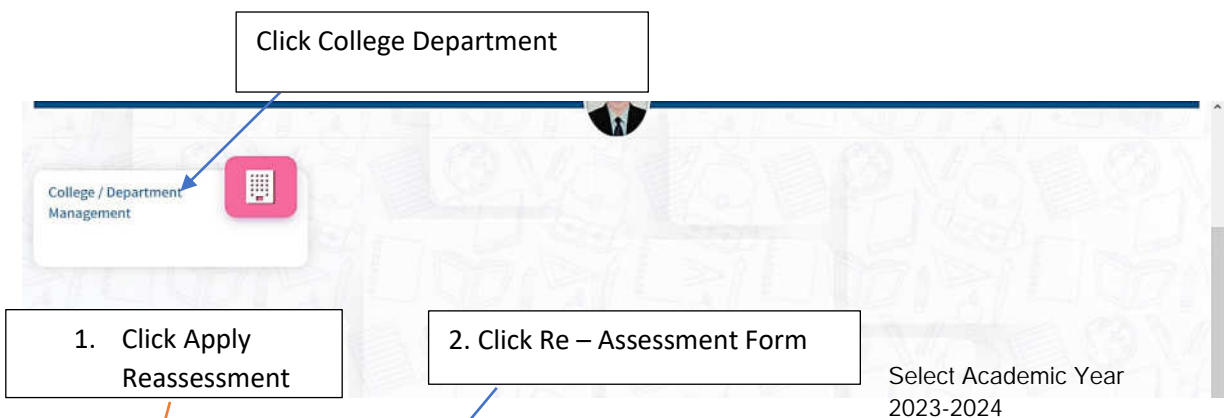 Click College Department
College / Department
Management
1. Click Apply
Reassessment
2. Click Re – Assessment Form
Select Academic Year
2023-2024